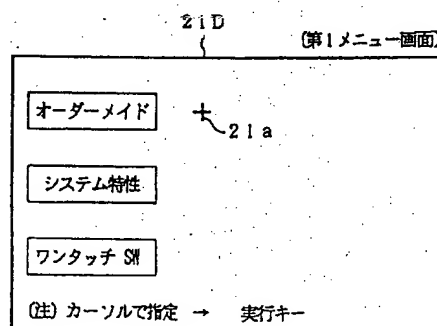 21D
(第1メニュー画面)
オーダーメイド
21a
システム特性
ワンタッチ SW
(注) カーソルで指定 → 実行キー